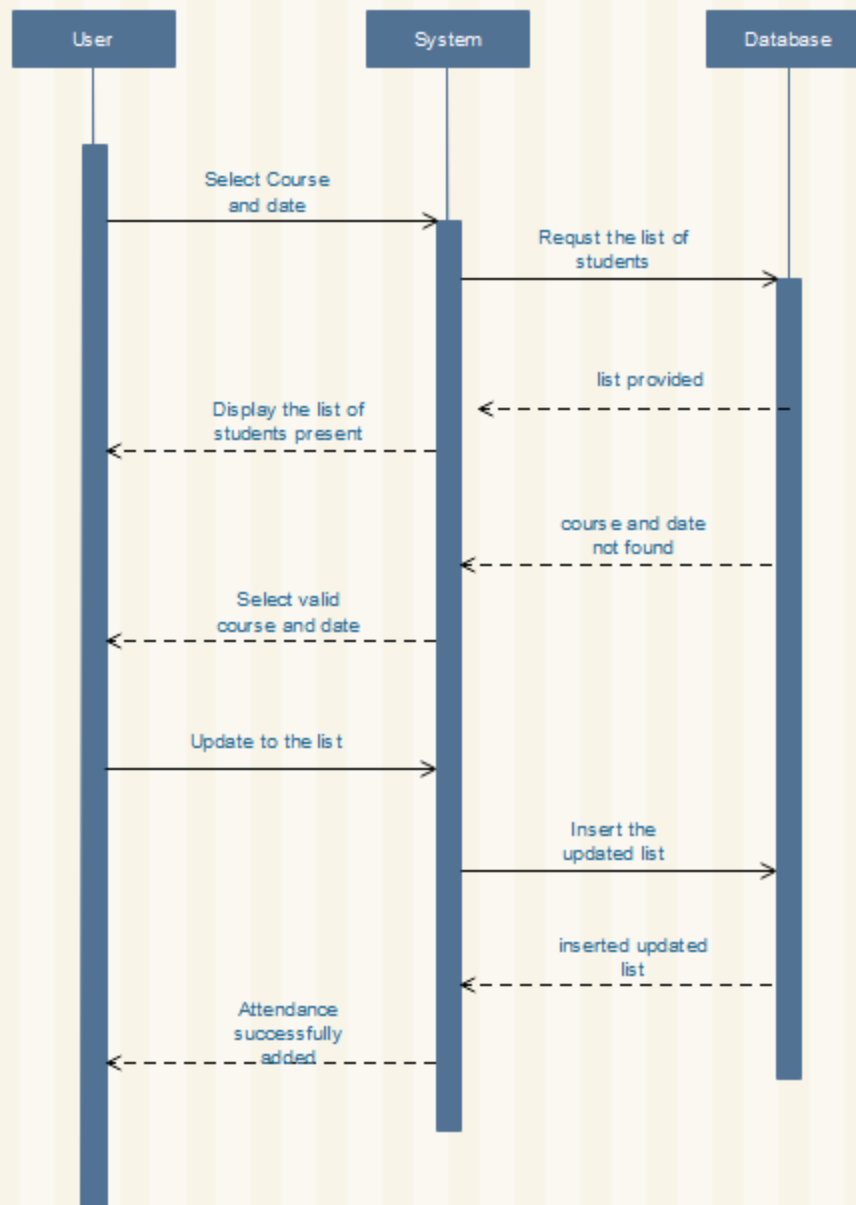 User
System
Database
Select Course
and date
Requst the list of
students
list provided
Display the list of
students present
course and date
not found
Select valid
course and date
Update to the list
Insert the
updated list
inserted updated
list
Attendance
successfully
added